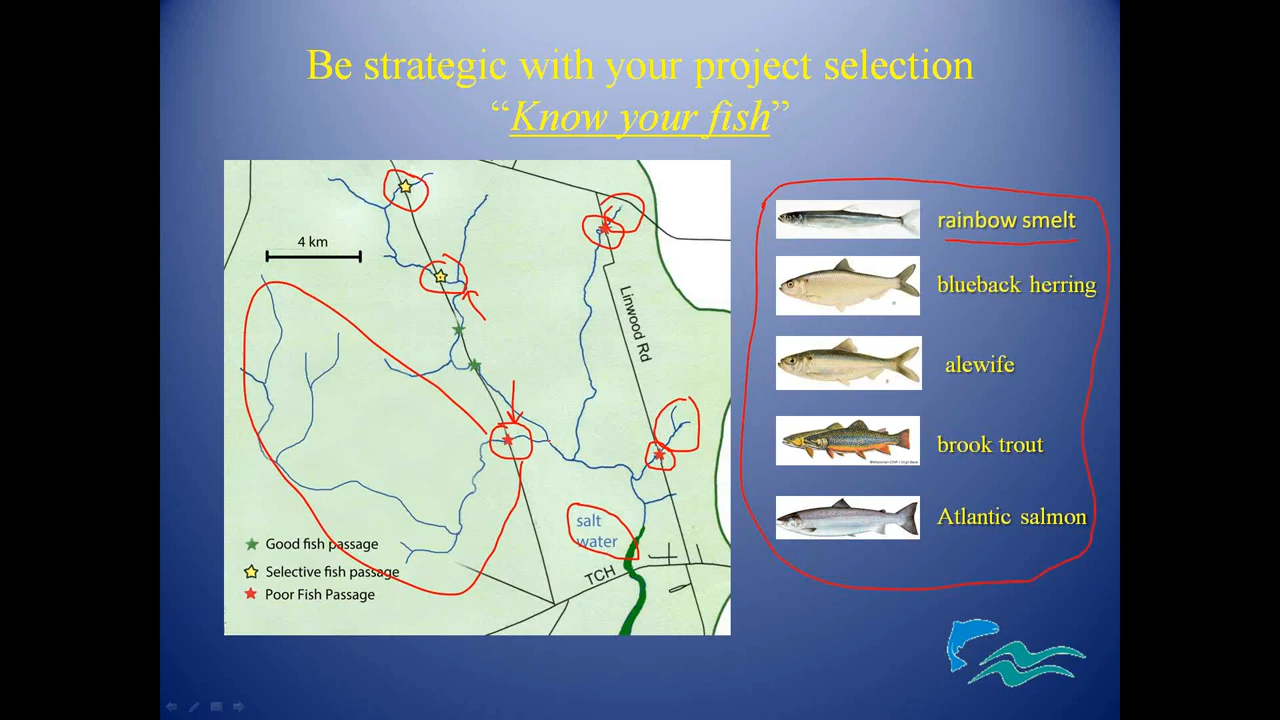 Be strategic with your project selection
“Know your fish”
4 km
Linwood Rd
salt
water
TCH
Good fish passage
Selective fish passage
Poor Fish Passage
rainbow smelt
blueback herring
alewife
brook trout
Atlantic salmon